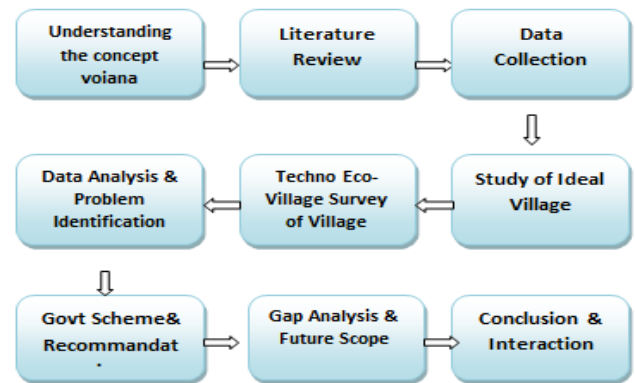 Understanding
the concept
voiana
Literature
Review
Data
Collection
Study of Ideal
Village
Techno Eco-
Village Survey
of Village
Data Analysis &
Problem
Identification
Govt Scheme&
Recommandat
Gap Analysis &
Future Scope
Conclusion &
Interaction